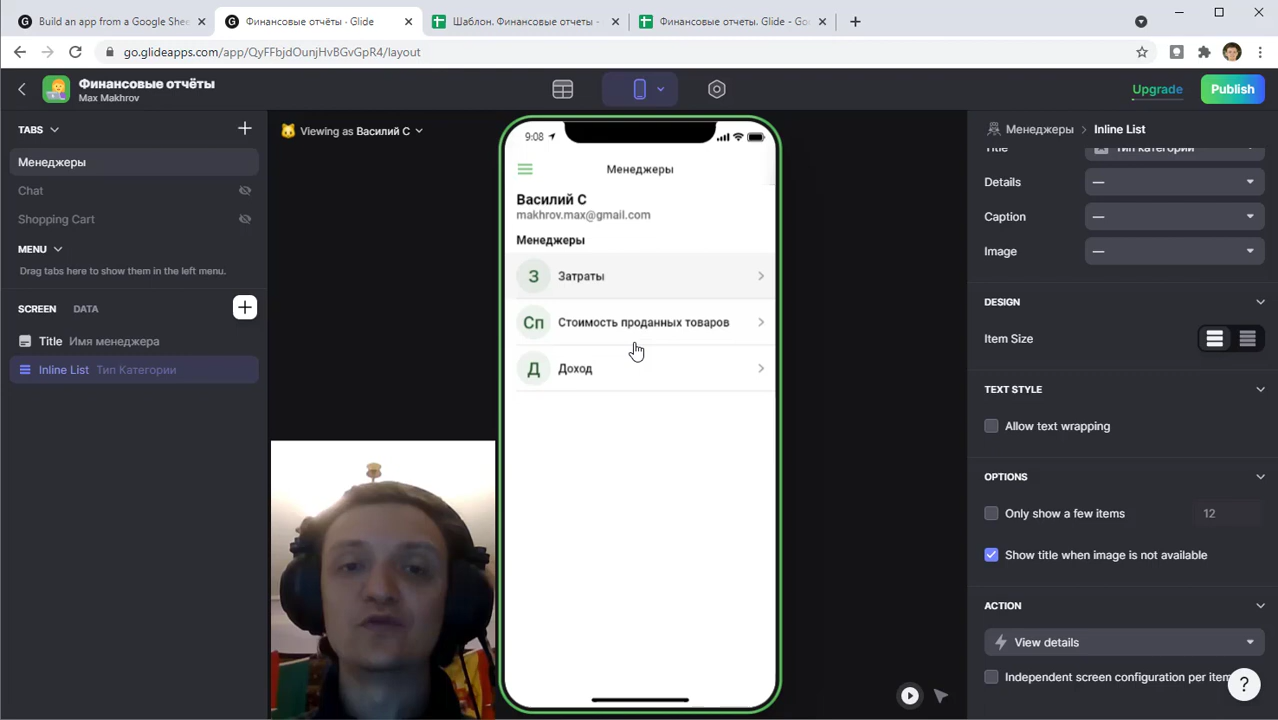 Build an app from a Google She
Финансовые отчёты · Glide
Шаблон. Финансовые отчеты -
Финансовые отчеты. Glide - Go
go.glideapps.com/app/QyFFbjdOunjHvBGvGpR4/layout
Финансовые отчёты
Max Makhrov
Upgrade
Publish
TABS
Менеджеры
Chat
Shopping Cart
MENU
Drag tabs here to show them in the left menu.
SCREEN
DATA
Title Имя менеджера
Inline List Тип Категории
Viewing as Василий С
9:08
Менеджеры
Василий С
makhrov.max@gmail.com
Менеджеры
З Затраты
Сп Стоимость проданных товаров
Д Доход
Менеджеры > Inline List
Title Тип категории
Details —
Caption —
Image —
DESIGN
Item Size
TEXT STYLE
Allow text wrapping
OPTIONS
Only show a few items 12
Show title when image is not available
ACTION
View details
Independent screen configuration per item
?